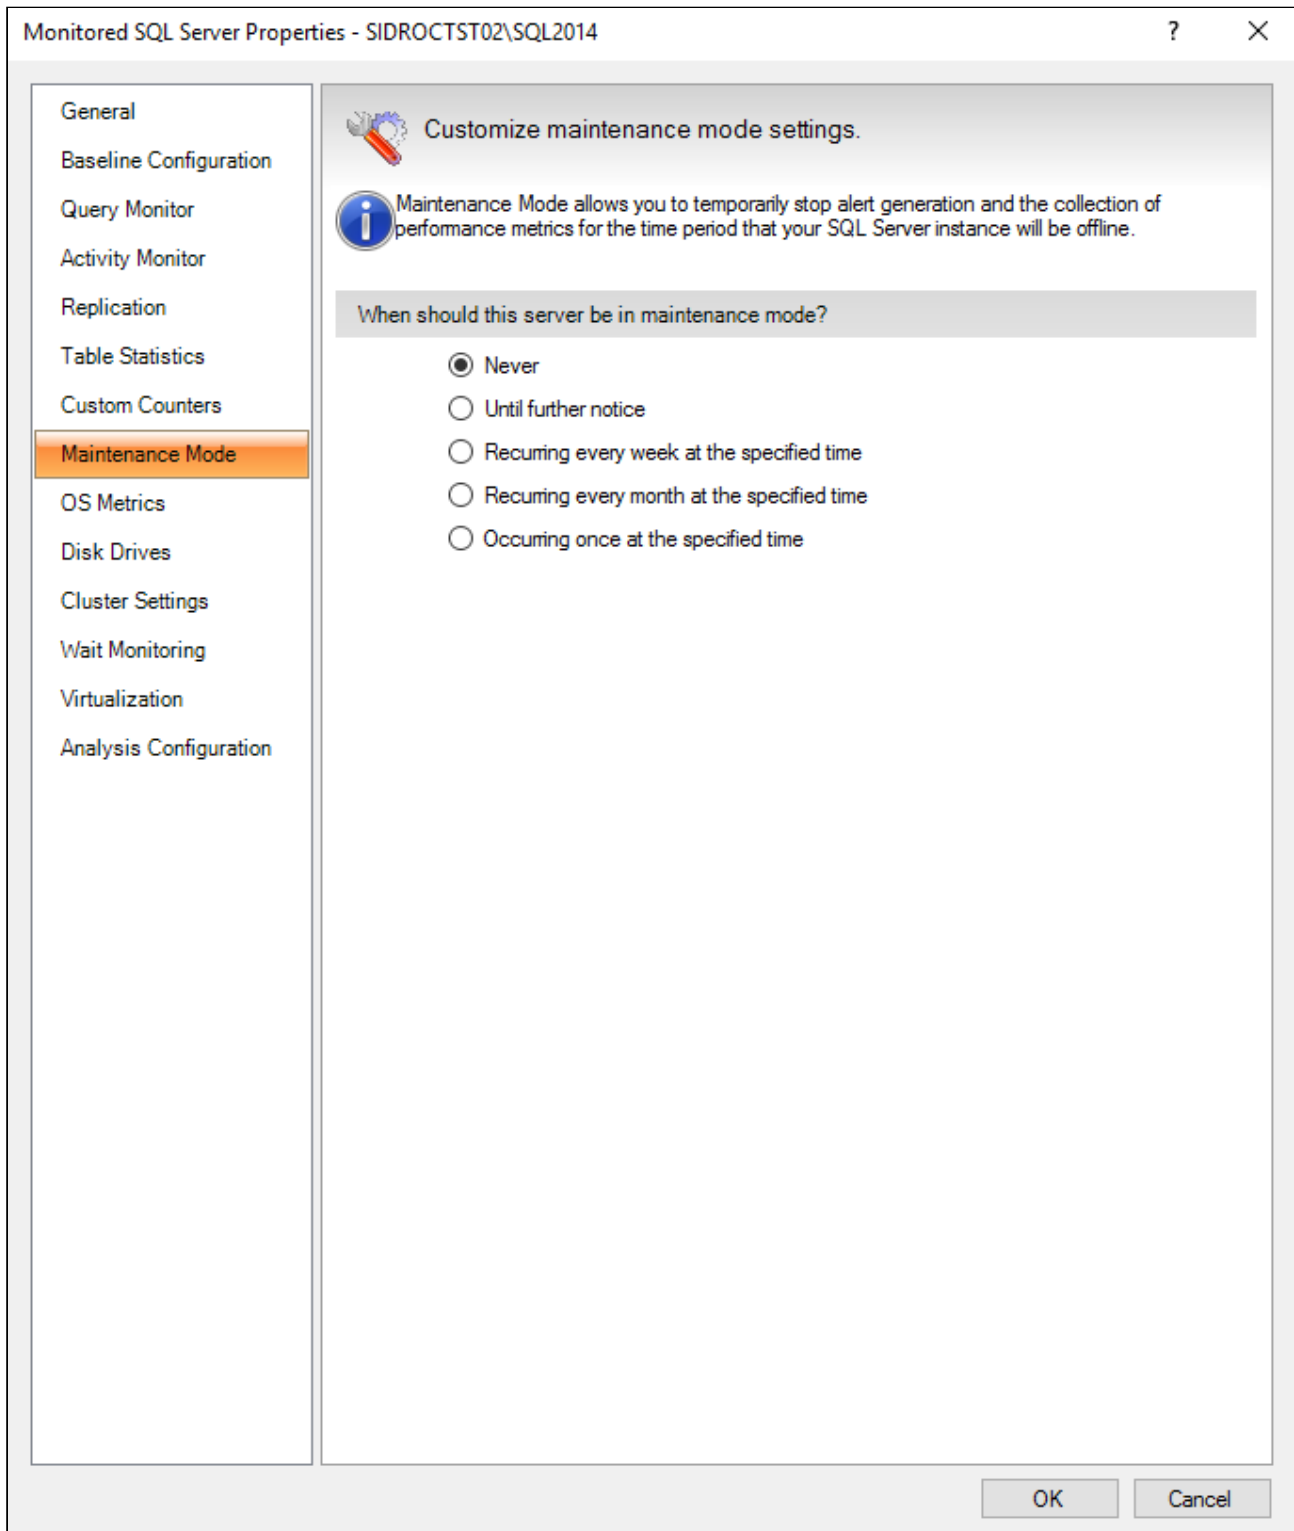 Monitored SQL Server Properties - SIDROCTST02\SQL2014
?
General
Baseline Configuration
Query Monitor
Activity Monitor
Replication
Table Statistics
Custom Counters
Maintenance Mode
OS Metrics
Disk Drives
Cluster Settings
Wait Monitoring
Virtualization
Analysis Configuration
Customize maintenance mode settings.
Maintenance Mode allows you to temporarily stop alert generation and the collection of
performance metrics for the time period that your SQL Server instance will be offline.
When should this server be in maintenance mode?
Never
Until further notice
Recurring every week at the specified time
Recurring every month at the specified time
Occurring once at the specified time
OK
Cancel